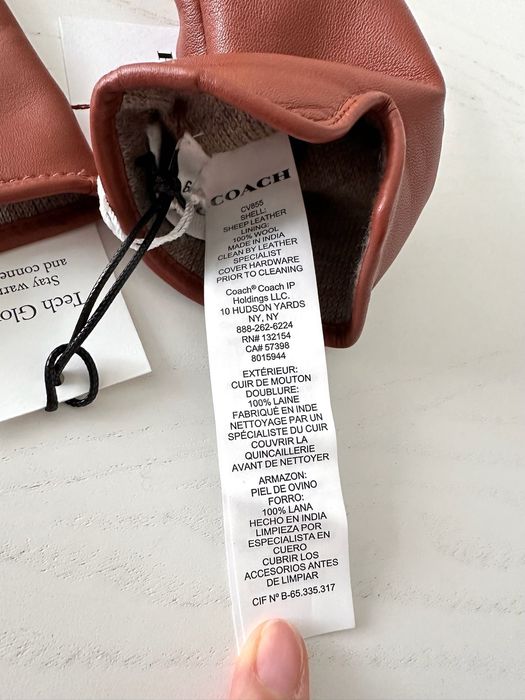 COACH
CV855
SHELL:
SHEEP LEATHER
LINING:
100% WOOL
MADE IN INDIA
CLEAN BY LEATHER
SPECIALIST
COVER HARDWARE
PRIOR TO CLEANING
Coach® Coach IP
Holdings LLC.
10 HUDSON YARDS
NY, NY
888-262-6224
RN# 132154
CA# 57398
8015944
EXTÉRIEUR:
CUIR DE MOUTON
DOUBLURE:
100% LAINE
FABRIQUÉ EN INDE
NETTOYAGE PAR UN
SPÉCIALISTE DU CUIR
COUVRIR LA
QUINCAILLERIE
AVANT DE NETTOYER
ARMAZON:
PIEL DE OVINO
FORRO:
100% LANA
HECHO EN INDIA
LIMPIEZA POR
ESPECIALISTA EN
CUERO
CUBRIR LOS
ACCESORIOS ANTES
DE LIMPIAR
CIF Nº B-65.335.317
Tech
Stay
and